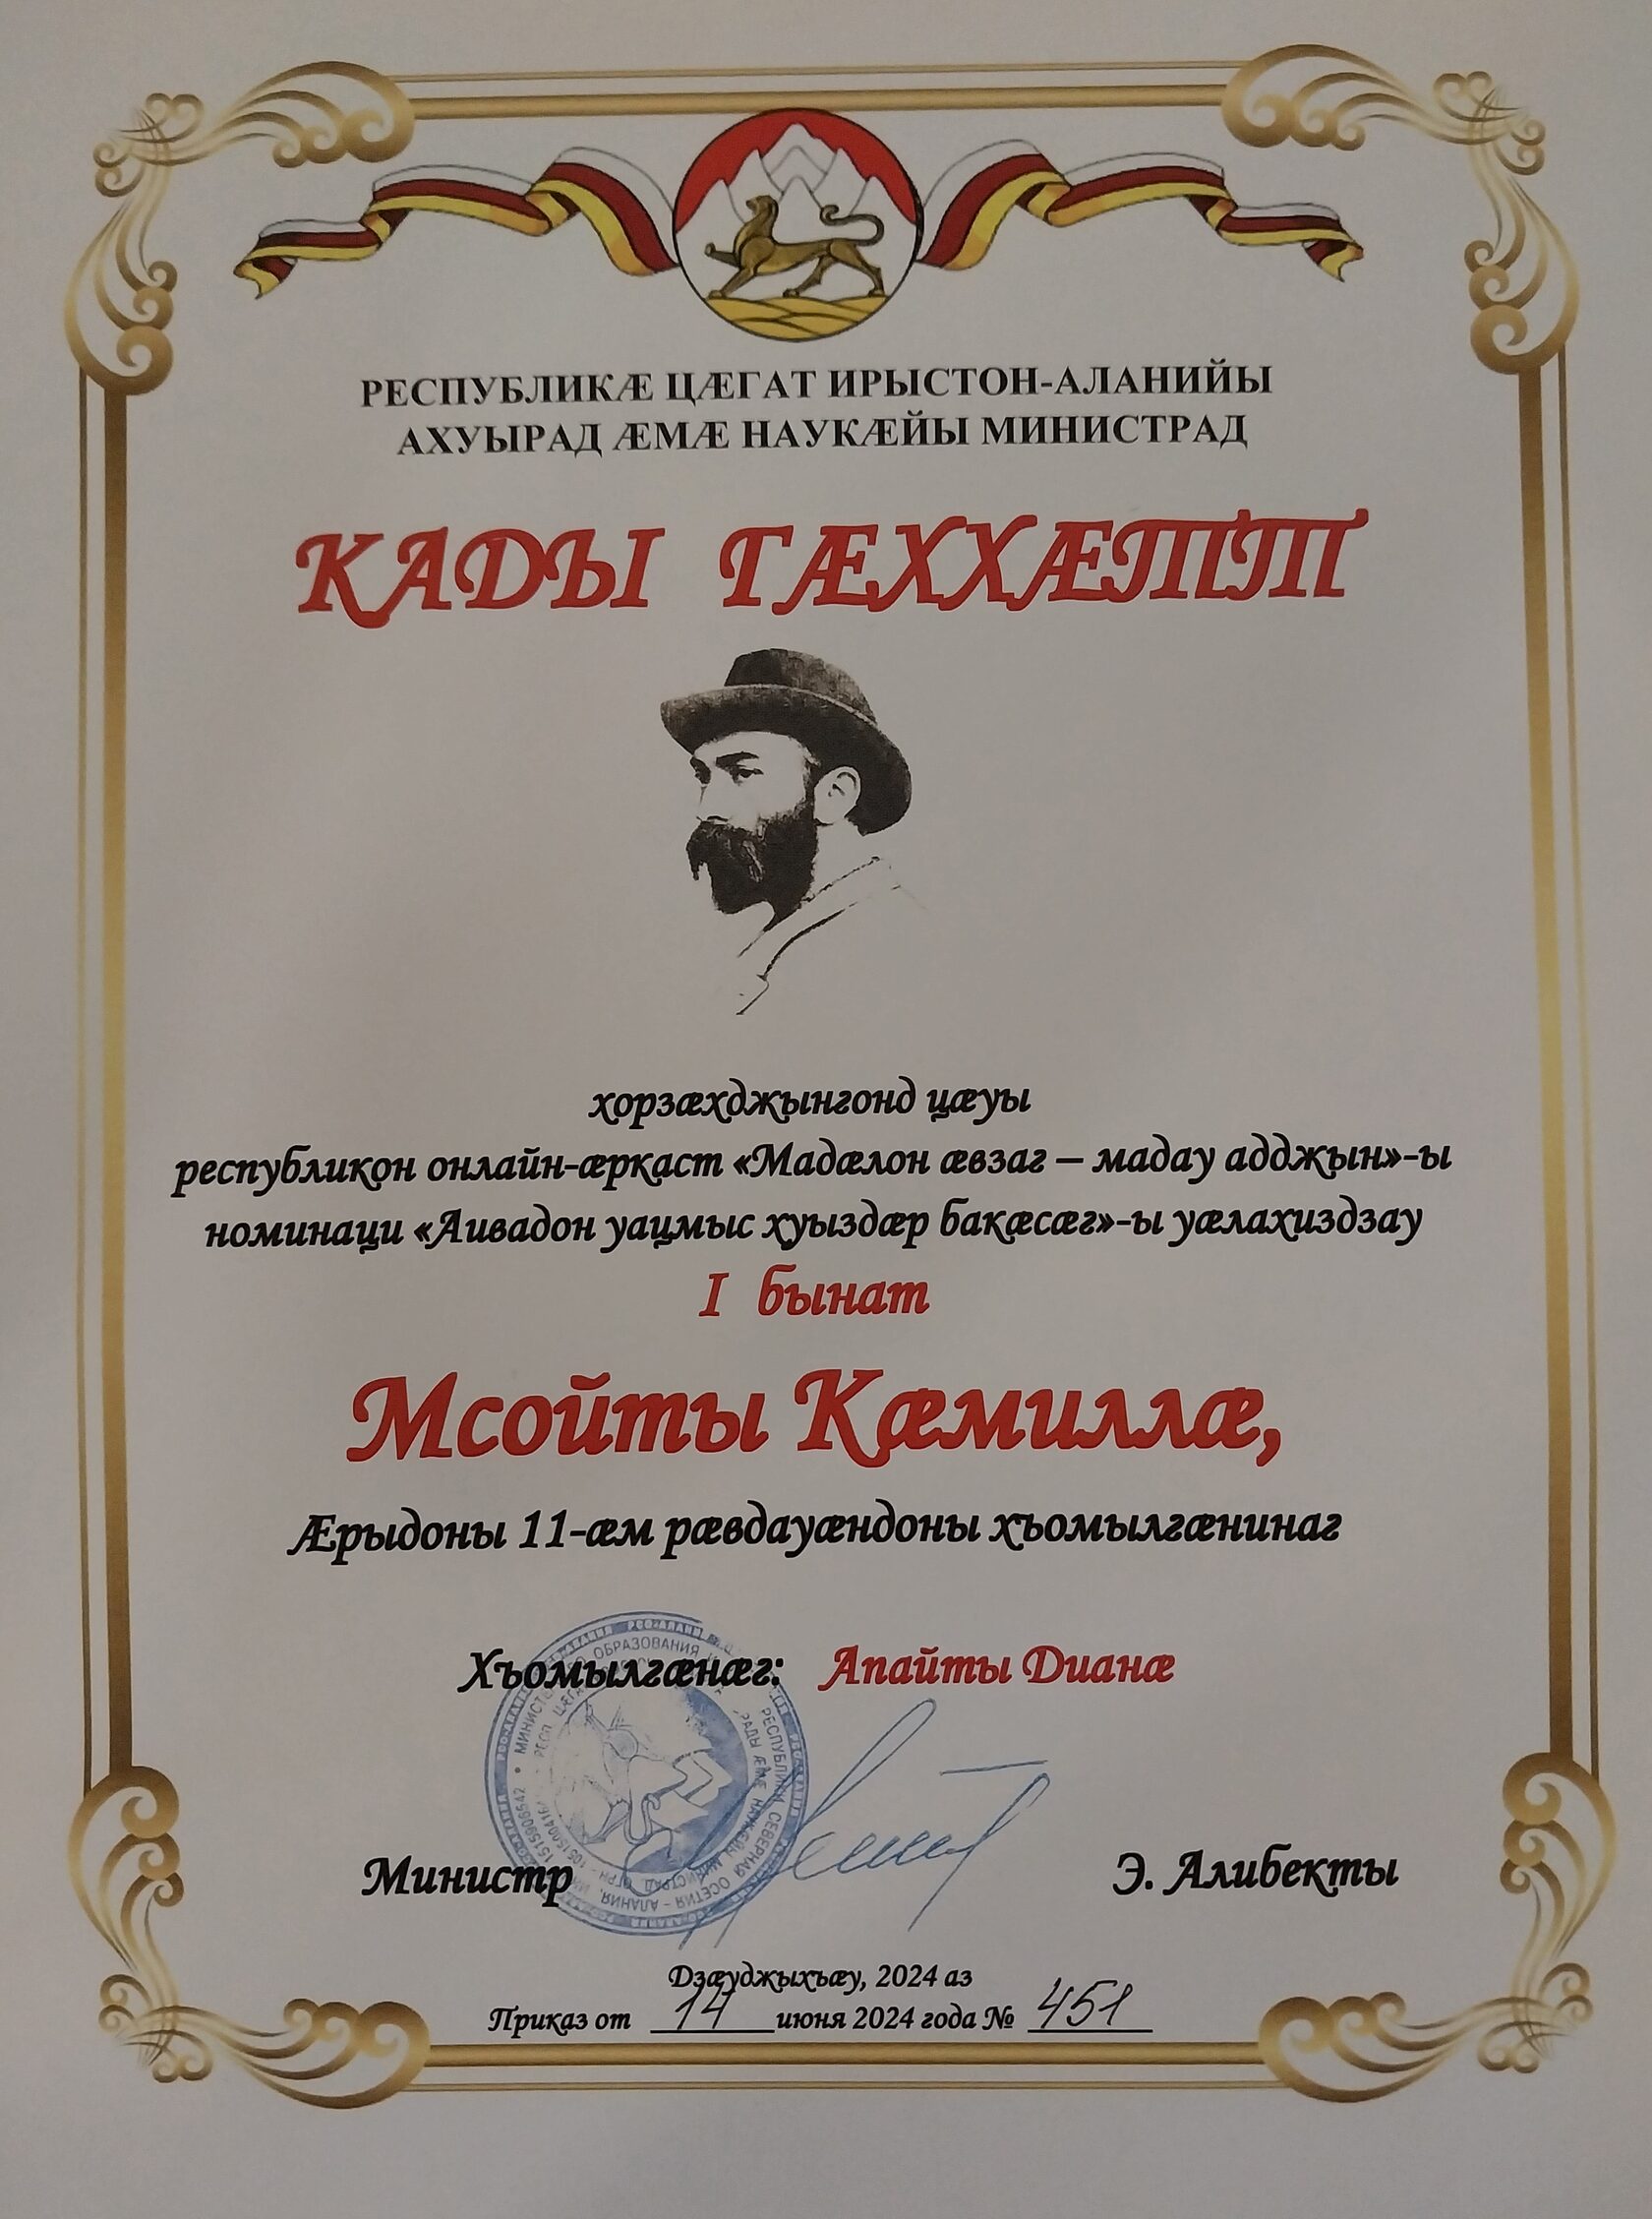 РЕСПУБЛИКÆ ЦÆГАТ ИРЫСТОН-АЛАНИЙЫ
АХУЫРАД ÆМÆ НАУКÆЙЫ МИНИСТРАД
КАДЫ ГÆХХÆТТ
хорзæхджынгонд цæуы
республикон онлайн-æркаст «Мадæлон æвзаг – мадау адджын»-ы
номинаци «Аивадон уацмыс хуыздæр бакæсæг»-ы уæлахиздзау
I бынат
Мсойты Кæмиллæ,
Æрыдоны 11-æм рæвдауæндоны хъомылгæнинаг
Хъомылгæнæг: Апайты Дианæ
Министр Э. Алибекты
Дзæуджыхъæу, 2024 аз
Приказ от 14 июня 2024 года № 451